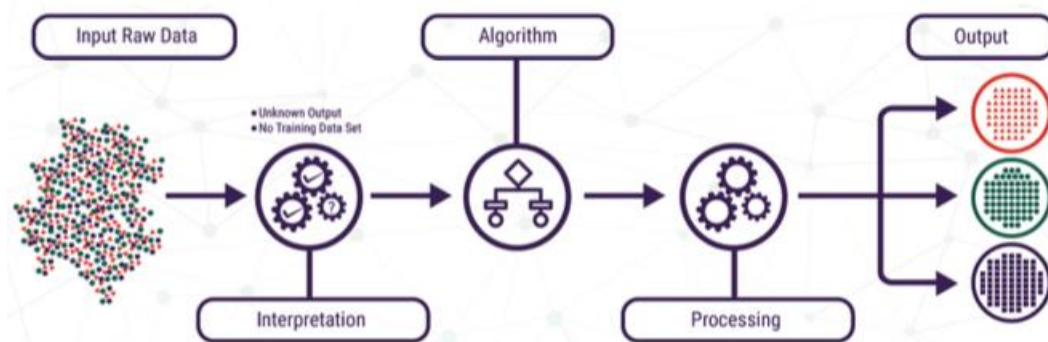 Input Raw Data
Algorithm
Output
• Unknown Output
• No Training Data Set
?
Interpretation
Processing